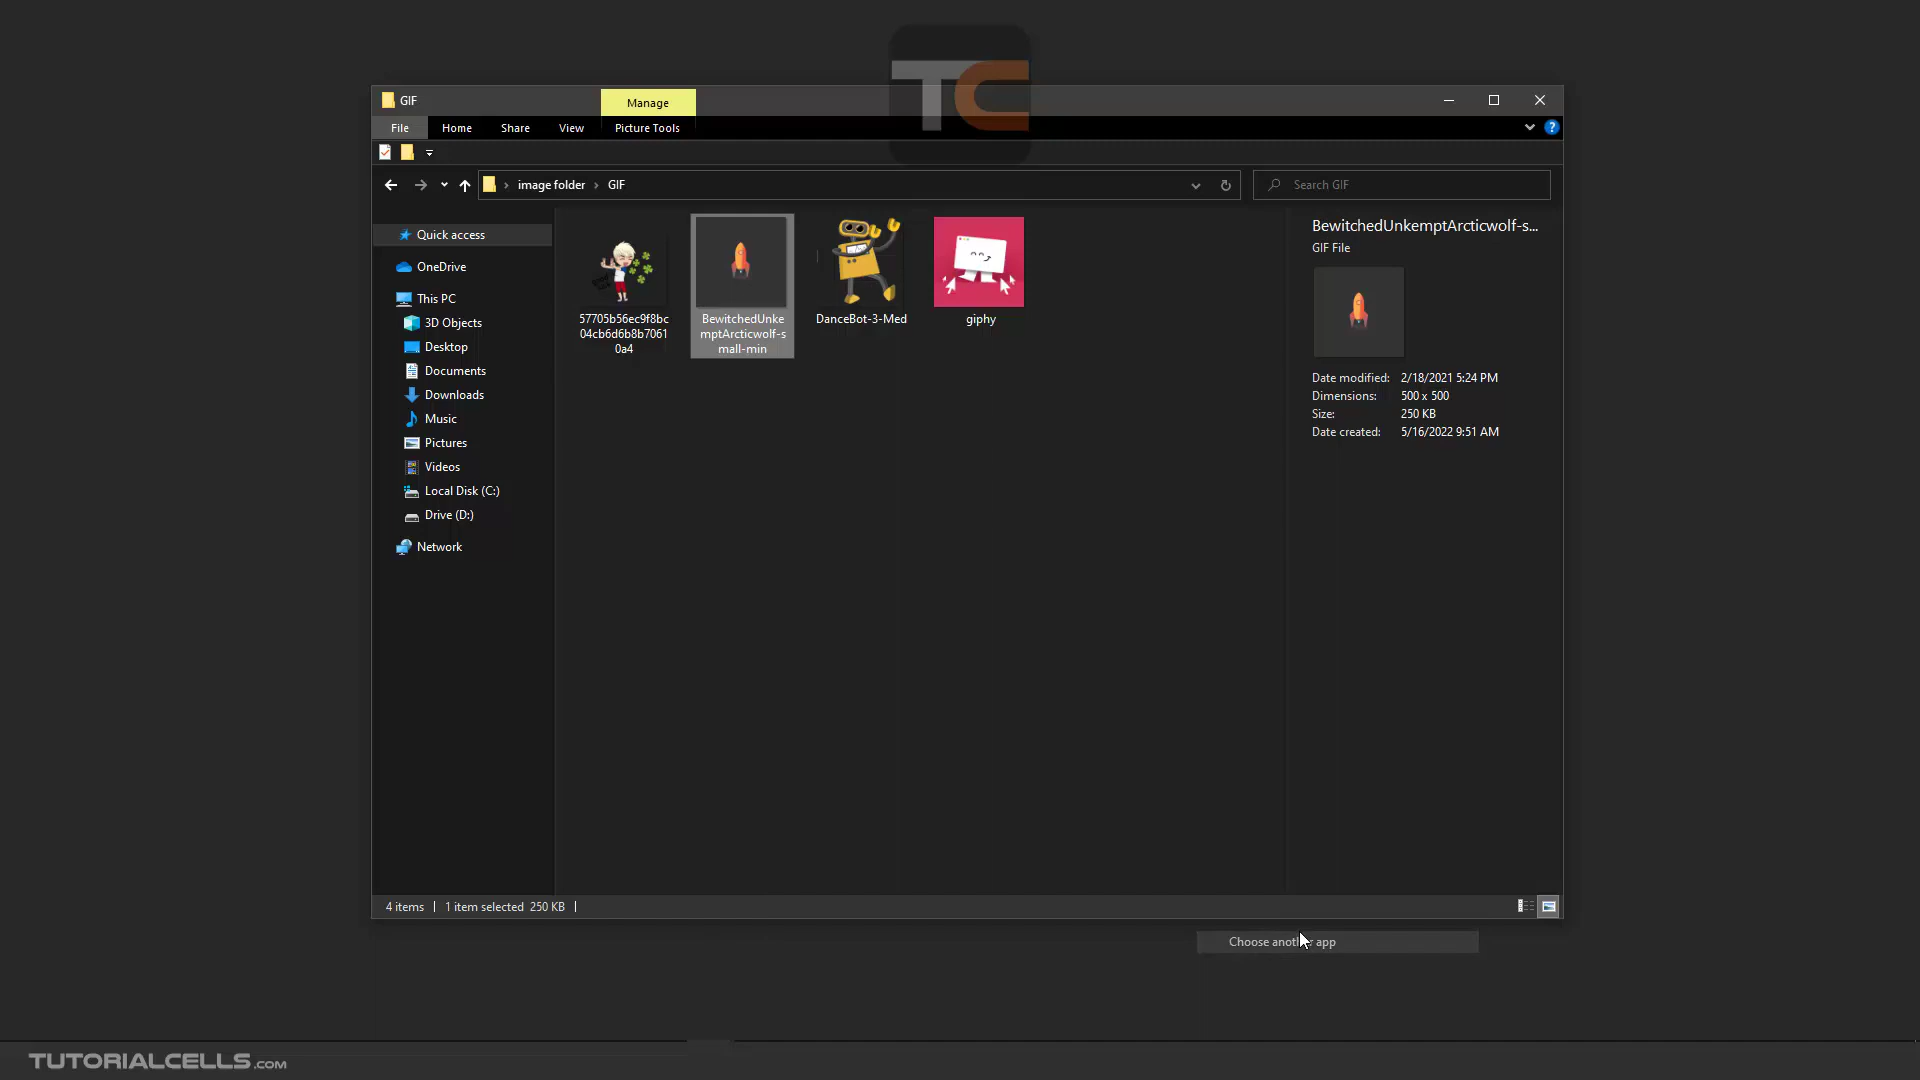 TC
GIF
Manage
File
Home
Share
View
Picture Tools
image folder
GIF
Search GIF
Quick access
OneDrive
This PC
3D Objects
Desktop
Documents
Downloads
Music
Pictures
Videos
Local Disk (C:)
Drive (D:)
Network
57705b56ec9f8bc
04cb6d6b8b7061
0a4
BewitchedUnke
mptArcticwolf-s
mall-min
DanceBot-3-Med
giphy
BewitchedUnkemptArcticwolf-s...
GIF File
Date modified: 2/18/2021 5:24 PM
Dimensions: 500 x 500
Size: 250 KB
Date created: 5/16/2022 9:51 AM
4 items
1 item selected 250 KB
Choose another app
TUTORIALCELLS.COM